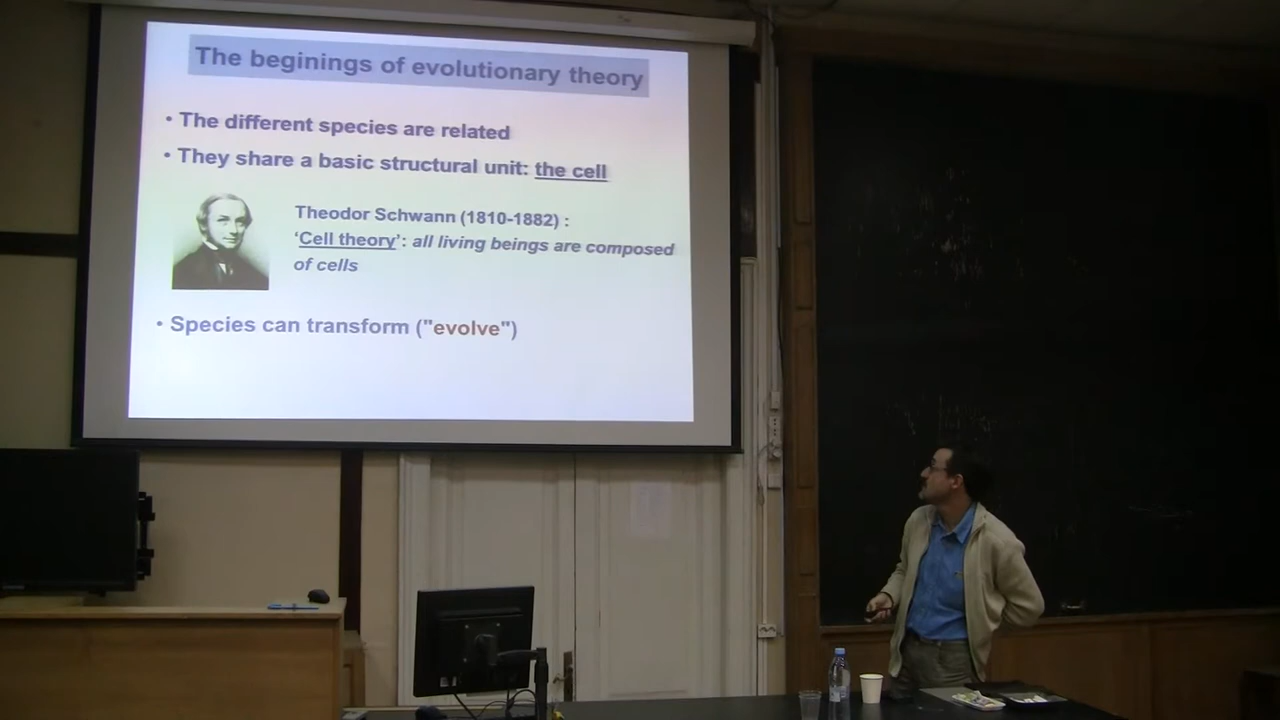 The beginings of evolutionary theory
• The different species are related
• They share a basic structural unit: the cell
Theodor Schwann (1810-1882) :
‘Cell theory’: all living beings are composed
of cells
• Species can transform ("evolve")